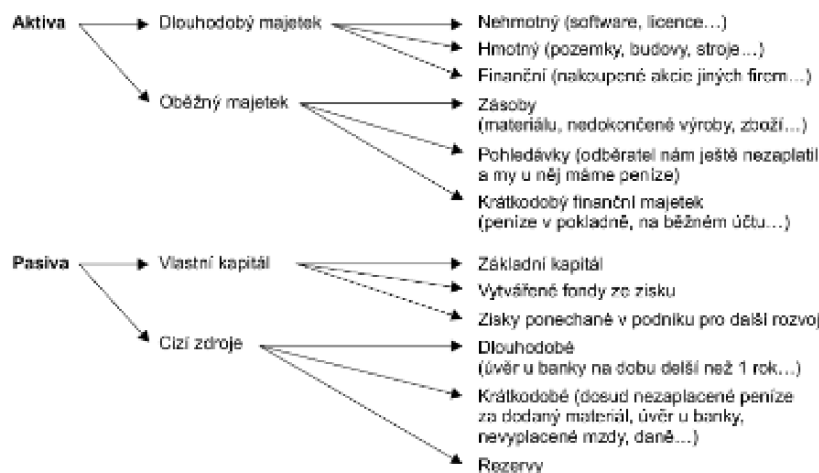 Aktiva
Dlouhodobý majetek
Nehmotný (software, licence…)
Hmotný (pozemky, budovy, stroje…)
Finanční (nakoupené akcie jiných firem…)
Oběžný majetek
Zásoby
(materiálu, nedokončené výroby, zboží…)
Pohledávky (odběratel nám ještě nezaplatil
a my u něj máme peníze)
Krátkodobý finanční majetek
(peníze v pokladně, na běžném účtu…)
Pasiva
Vlastní kapitál
Základní kapitál
Vytvářené fondy ze zisku
Zisky ponechané v podniku pro další rozvoj
Cizí zdroje
Dlouhodobé
(úvěr u banky na dobu delší než 1 rok…)
Krátkodobé (dosud nezaplacené peníze
za dodaný materiál, úvěr u banky,
nevyplacené mzdy, daně…)
Rezervy